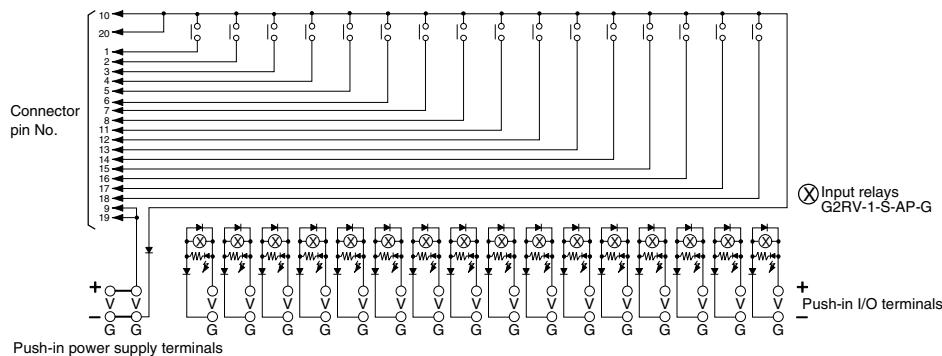 10
20
1
2
3
4
5
6
7
8
11
12
13
14
15
16
17
18
9
19
Connector
pin No.
Input relays
G2RV-1-S-AP-G
+ V V V V V V V V V V V V V V V V V V +
Push-in I/O terminals
− G G G G G G G G G G G G G G G G G G −
Push-in power supply terminals